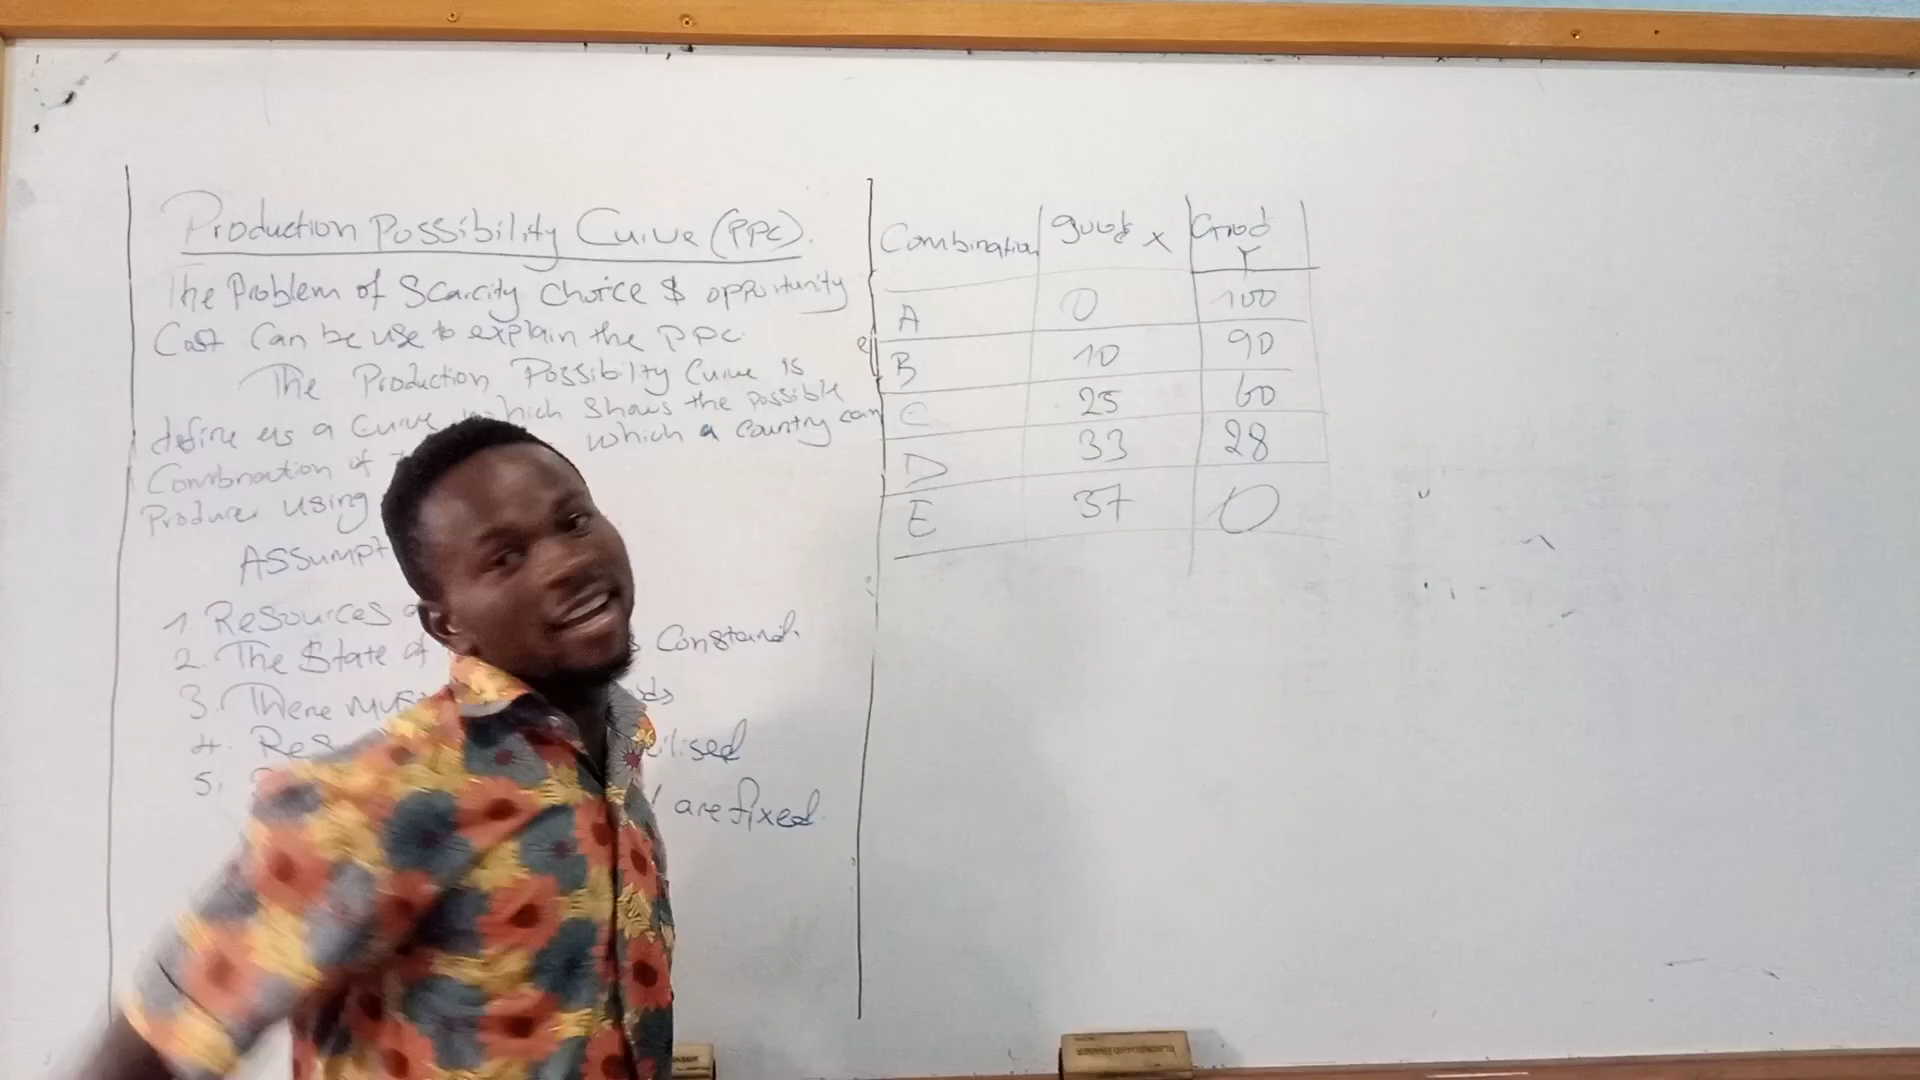 Production Possibility Curve (PPC).
The Problem of Scarcity choice $ opportunity
Cost Can be use to explain the PPC.
The Production Possibilty Curve is
define as a Curve which shows the possible
Combination of which a Country can
Produce using
Assumpt
1. Resources
2. The State of Constand.
3. There mus
4. Res ilised
5. are fixed.
Combination good x Good Y
A 0 100
B 10 90
C 25 60
D 33 28
E 37 0